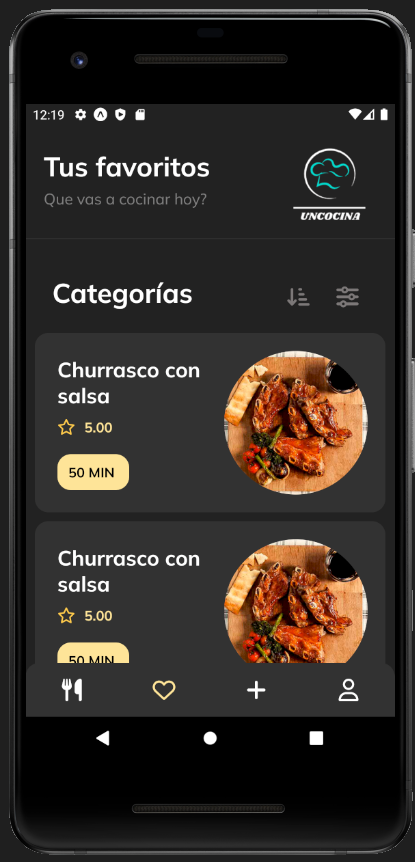 12:19
Tus favoritos
Que vas a cocinar hoy?
UNCOCINA
Categorías
Churrasco con
salsa
5.00
50 MIN
Churrasco con
salsa
5.00
50 MIN